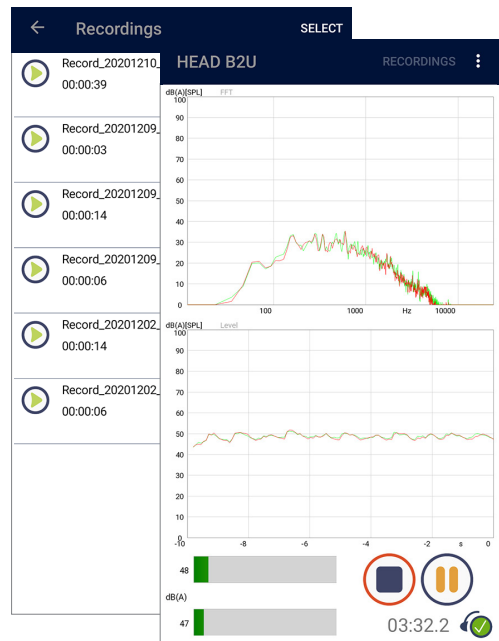 Recordings
SELECT
Record_20201210_
00:00:39
Record_20201209_
00:00:03
Record_20201209_
00:00:14
Record_20201209_
00:00:06
Record_20201202_
00:00:14
Record_20201202_
00:00:06
HEAD B2U
RECORDINGS
dB(A)[SPL]
FFT
100
90
80
70
60
50
40
30
20
10
0
100
1000
Hz
10000
dB(A)[SPL]
Level
100
90
80
70
60
50
40
30
20
10
0
-10
-8
-6
-4
-2
s
0
48
dB(A)
47
03:32.2